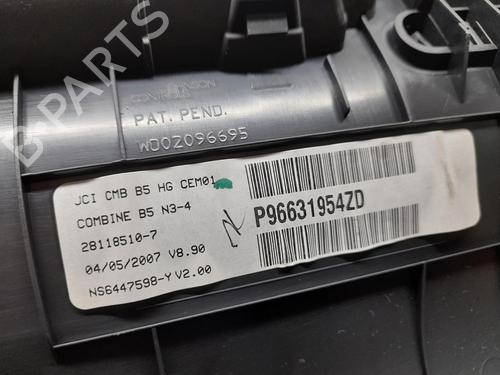 B-PARTS
PAT. PEND.
WO02096695
JCI CMB B5 HG CEM01
COMBINE B5 N3-4
28118510-7
04/05/2007 V8.90
NS6447598-Y V2.00
P96631954ZD